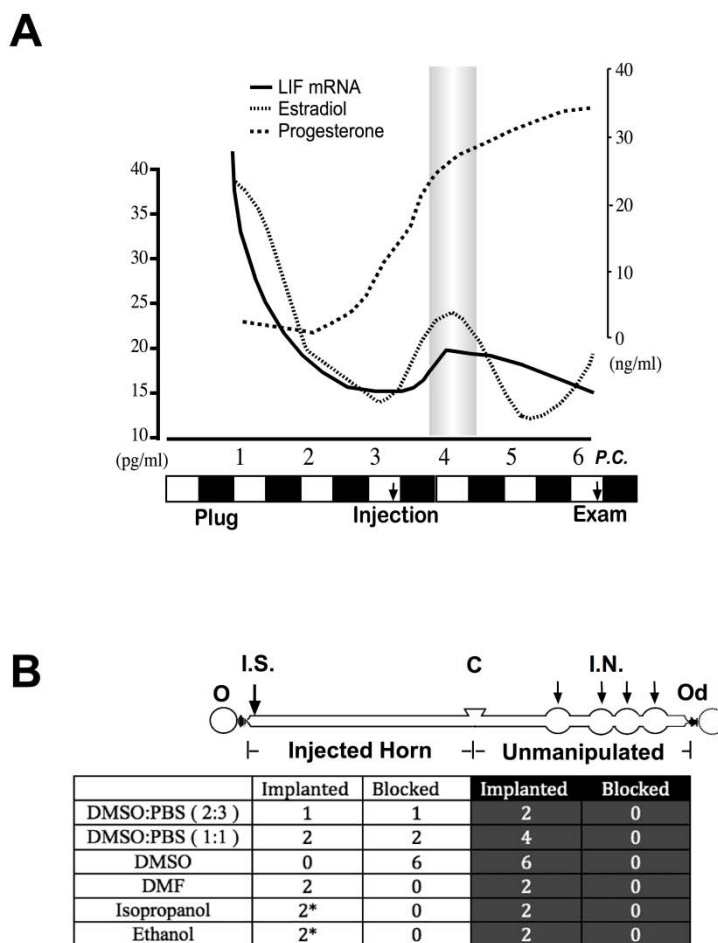 A
LIF mRNA
Estradiol
Progesterone
40
40
35
30
30
25
20
20
10
15
0
10
(ng/ml)
(pg/ml)
1 2 3 4 5 6 P.C.
Plug Injection Exam
B
I.S. C I.N.
O Od
Injected Horn Unmanipulated
Implanted Blocked Implanted Blocked
DMSO:PBS ( 2:3 ) 1 1 2 0
DMSO:PBS ( 1:1 ) 2 2 4 0
DMSO 0 6 6 0
DMF 2 0 2 0
Isopropanol 2* 0 2 0
Ethanol 2* 0 2 0